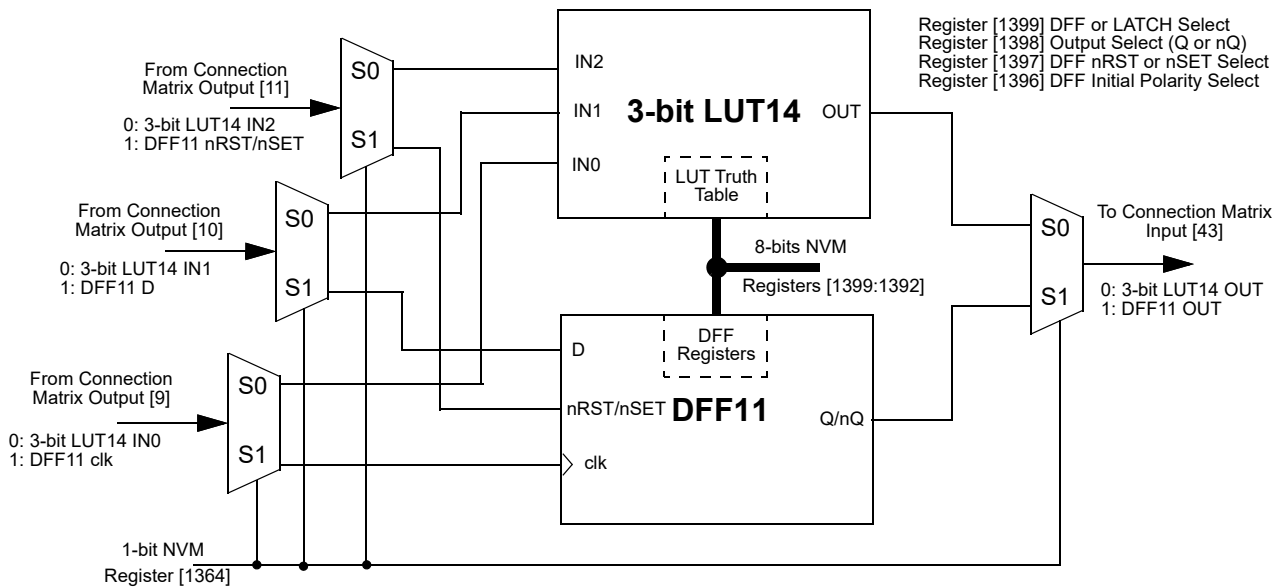 Register [1399] DFF or LATCH Select
Register [1398] Output Select (Q or nQ)
Register [1397] DFF nRST or nSET Select
Register [1396] DFF Initial Polarity Select
From Connection
Matrix Output [11]
0: 3-bit LUT14 IN2
1: DFF11 nRST/nSET
S0
S1
IN2
IN1
IN0
3-bit LUT14
OUT
LUT Truth
Table
From Connection
Matrix Output [10]
0: 3-bit LUT14 IN1
1: DFF11 D
S0
S1
8-bits NVM
Registers [1399:1392]
S0
S1
To Connection Matrix
Input [43]
0: 3-bit LUT14 OUT
1: DFF11 OUT
From Connection
Matrix Output [9]
0: 3-bit LUT14 IN0
1: DFF11 clk
S0
S1
DFF
Registers
D
nRST/nSET
DFF11
Q/nQ
clk
1-bit NVM
Register [1364]